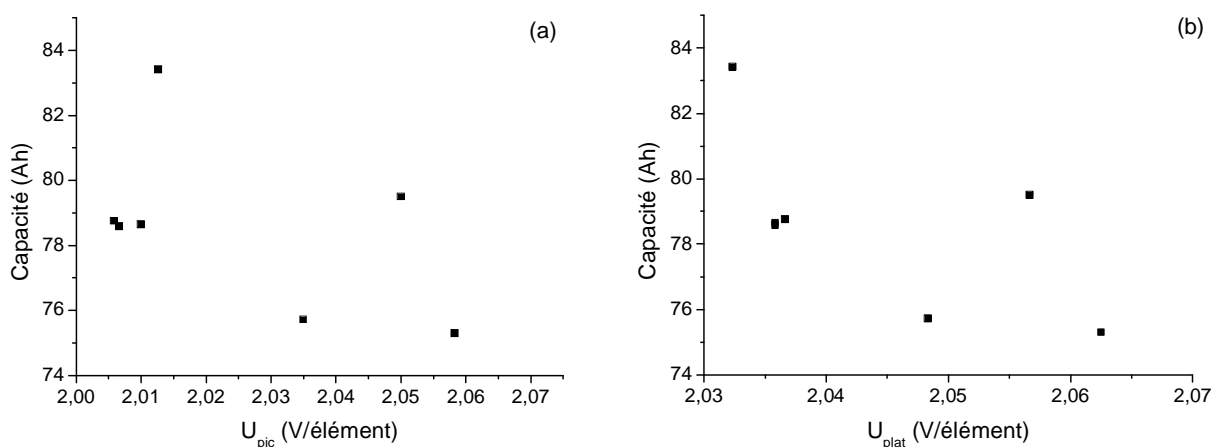 (a)
84
82
80
78
76
74
Capacité (Ah)
2,00 2,01 2,02 2,03 2,04 2,05 2,06 2,07
U_pic (V/élément)
(b)
84
82
80
78
76
74
Capacité (Ah)
2,03 2,04 2,05 2,06 2,07
U_plat (V/élément)